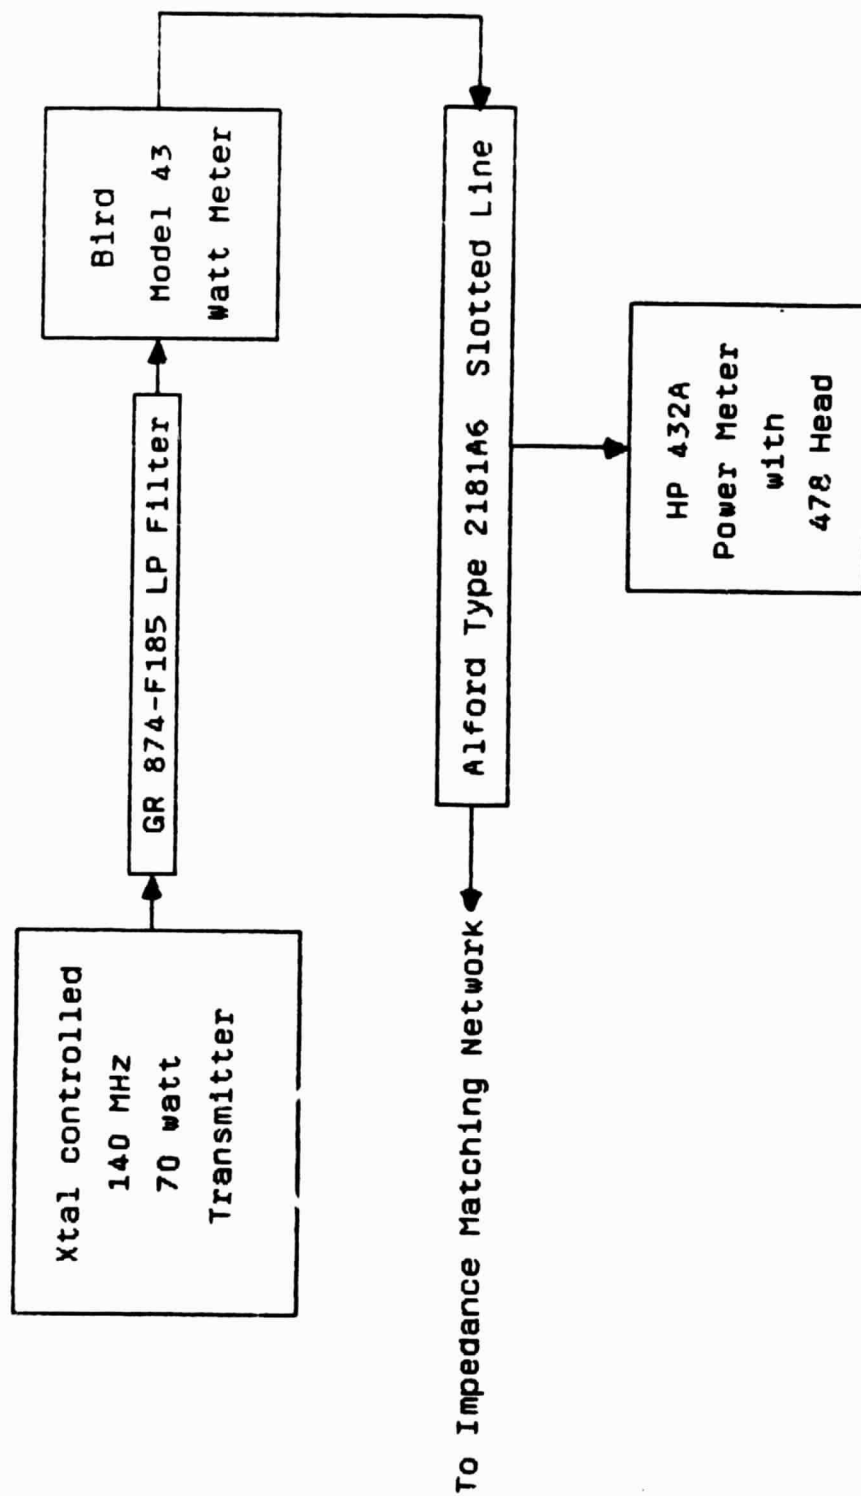 Xtal controlled
140 MHz
70 watt
Transmitter
GR 874-F185 LP Filter
Bird
Model 43
Watt Meter
Alford Type 2181A6 Slotted Line
To Impedance Matching Network
HP 432A
Power Meter
with
478 Head